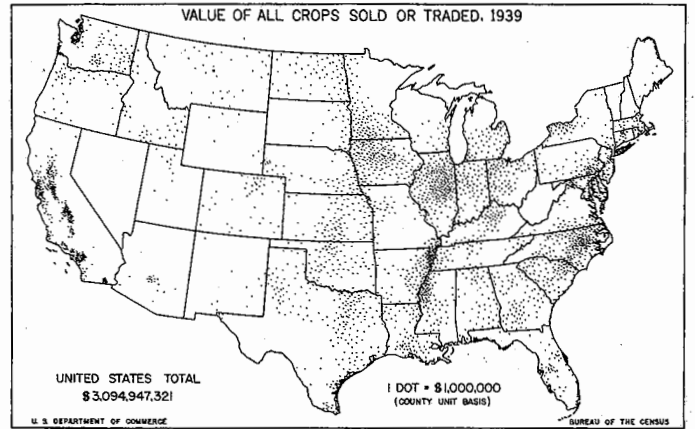 VALUE OF ALL CROPS SOLD OR TRADED, 1939
UNITED STATES TOTAL
$3,094,947,321
1 DOT = $1,000,000
(COUNTY UNIT BASIS)
U. S. DEPARTMENT OF COMMERCE
BUREAU OF THE CENSUS